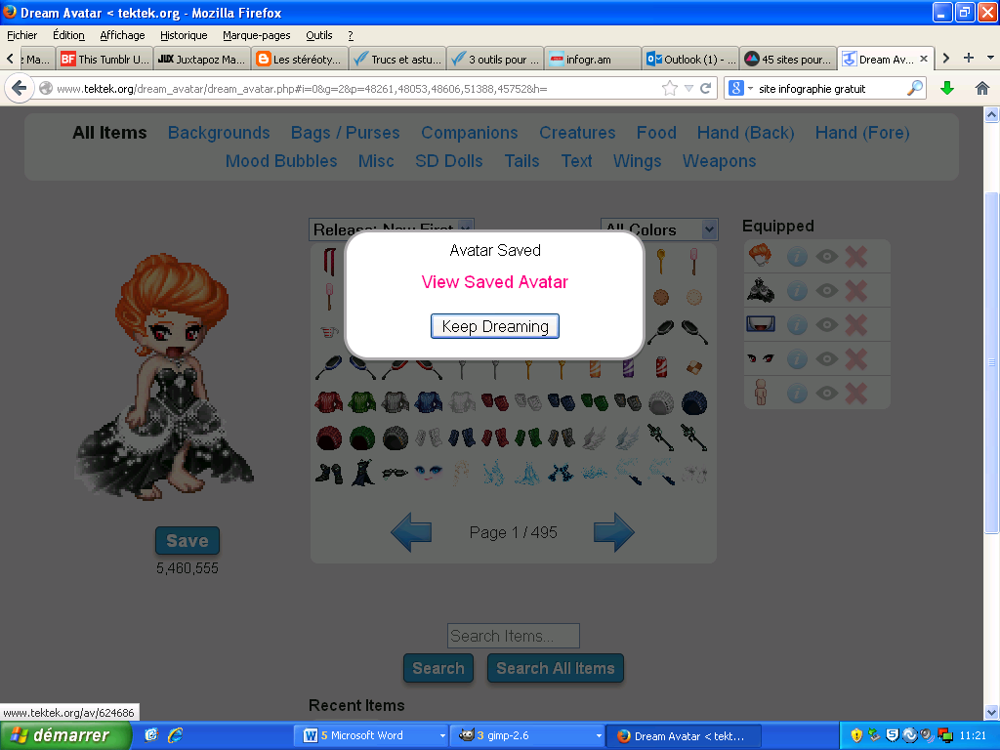 Dream Avatar < tektek.org - Mozilla Firefox
Fichier Édition Affichage Historique Marque-pages Outils ?
z Ma... BF This Tumblr U... JUX Juxtapoz Ma... Les stéréoty... Trucs et astu... 3 outils pour ... infogr.am Outlook (1) - ... 45 sites pour... Dream Av...
www.tektek.org/dream_avatar/dream_avatar.php#i=0&g=2&p=48261,48053,48606,51388,45752&h= site infographie gratuit
All Items Backgrounds Bags / Purses Companions Creatures Food Hand (Back) Hand (Fore)
Mood Bubbles Misc SD Dolls Tails Text Wings Weapons
Release: New First All Colors Equipped
Avatar Saved
View Saved Avatar
Keep Dreaming
Page 1 / 495
Save
5,460,555
Search Items...
Search Search All Items
Recent Items
www.tektek.org/av/624686
démarrer 5 Microsoft Word 3 gimp-2.6 Dream Avatar < tekt... 11:21